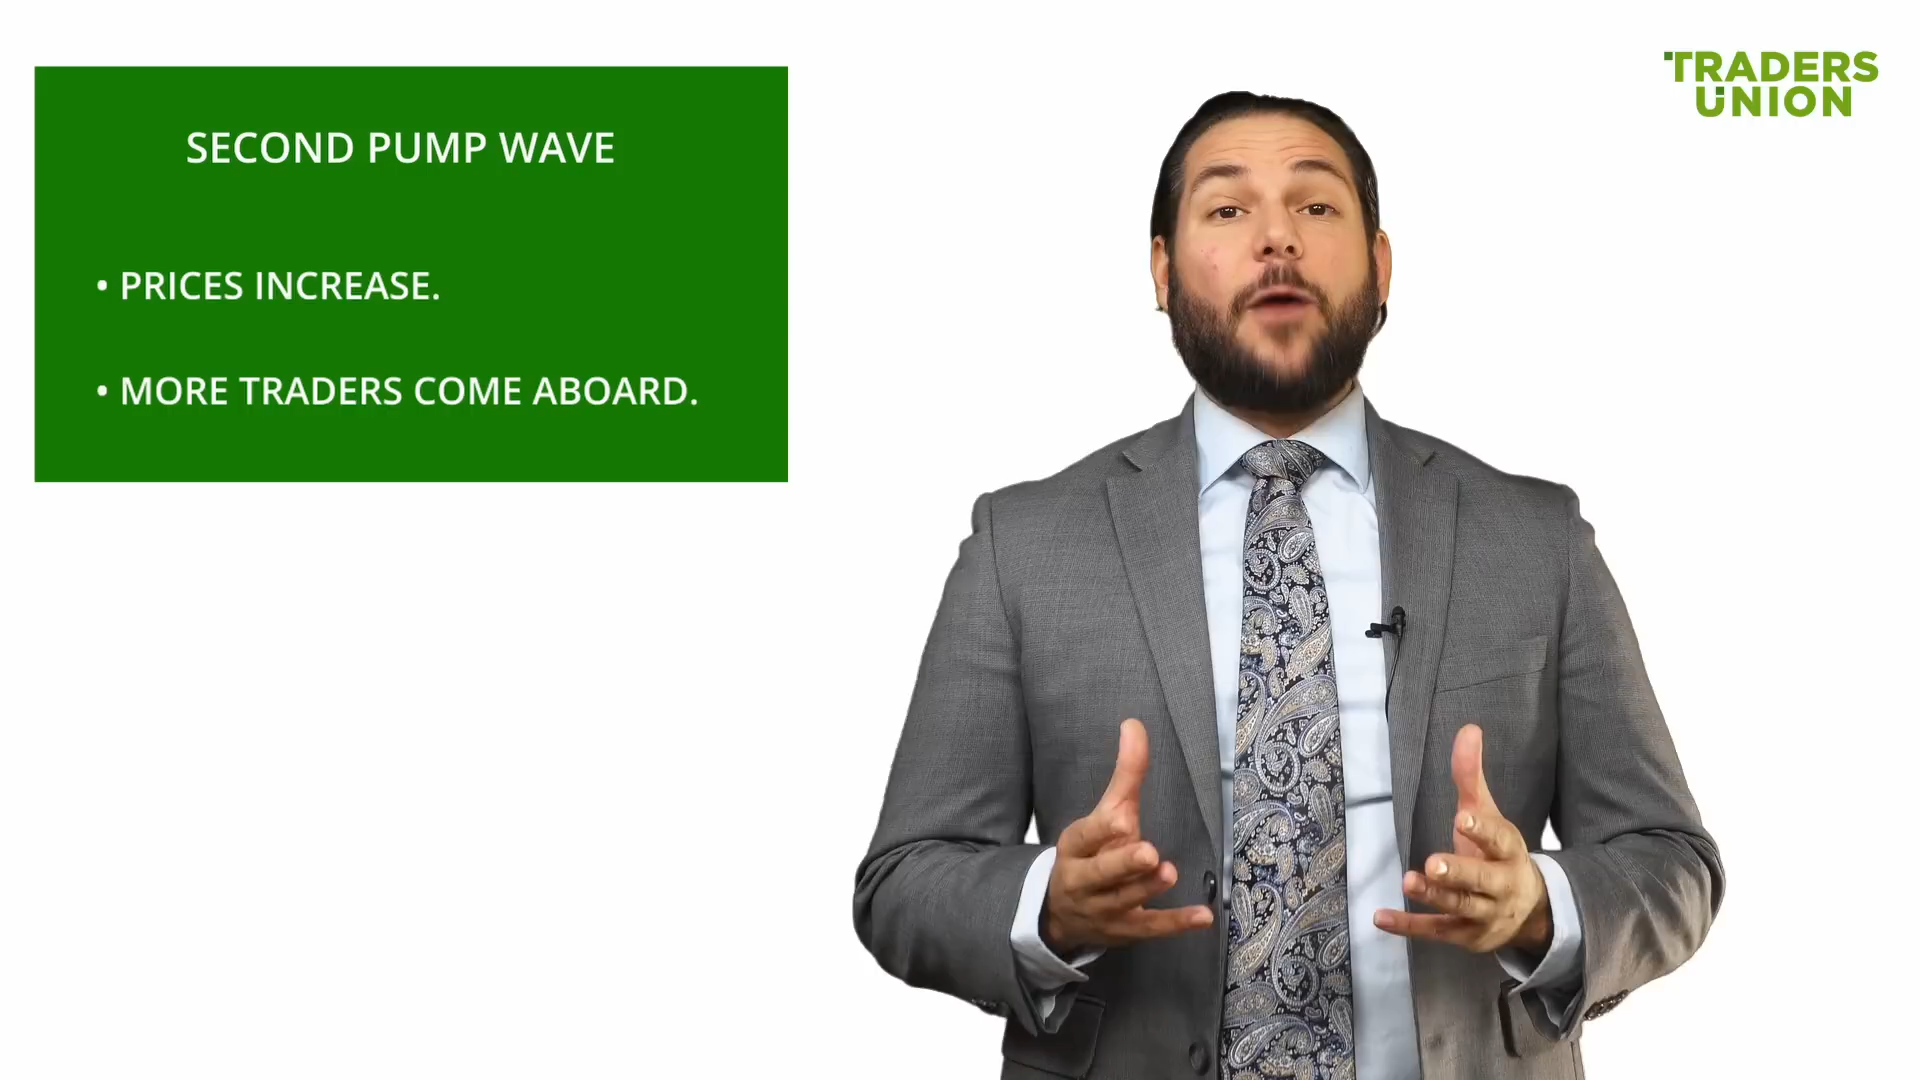 SECOND PUMP WAVE
• PRICES INCREASE.
• MORE TRADERS COME ABOARD.
TRADERS
UNION